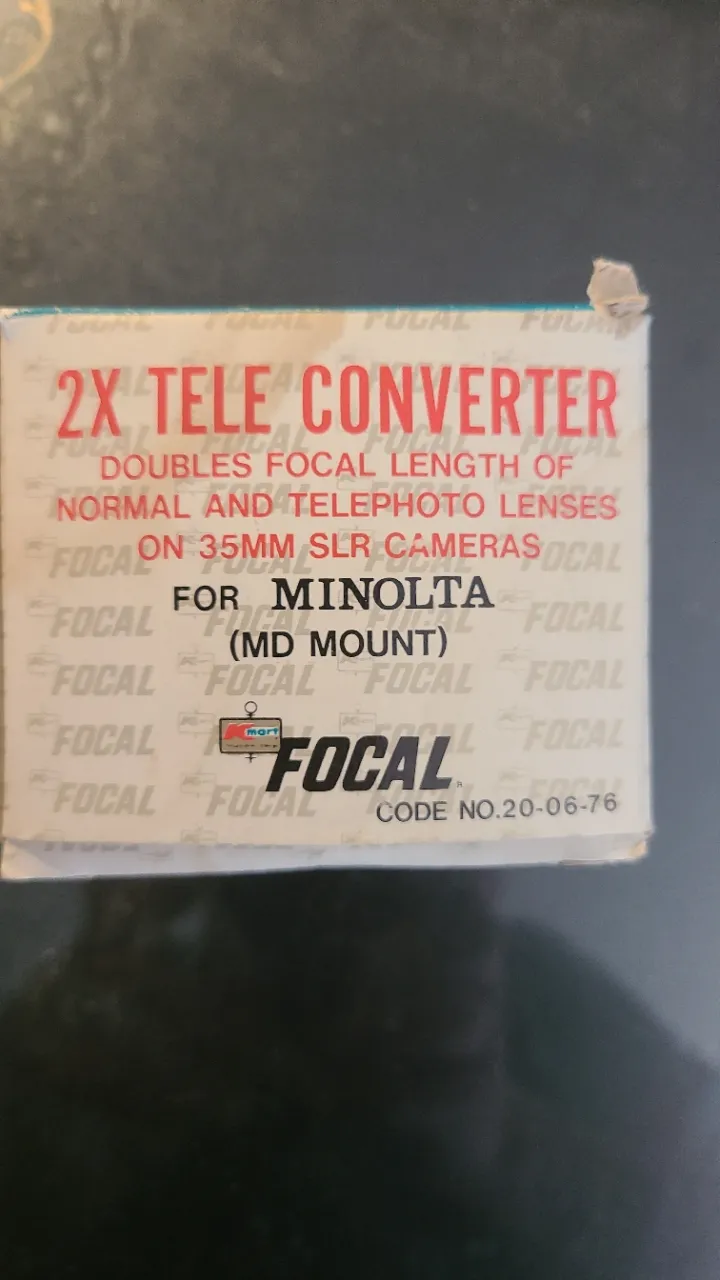 2X TELE CONVERTER
DOUBLES FOCAL LENGTH OF
NORMAL AND TELEPHOTO LENSES
ON 35MM SLR CAMERAS
FOR MINOLTA
(MD MOUNT)
Kmart
FOCAL®
CODE NO.20-06-76